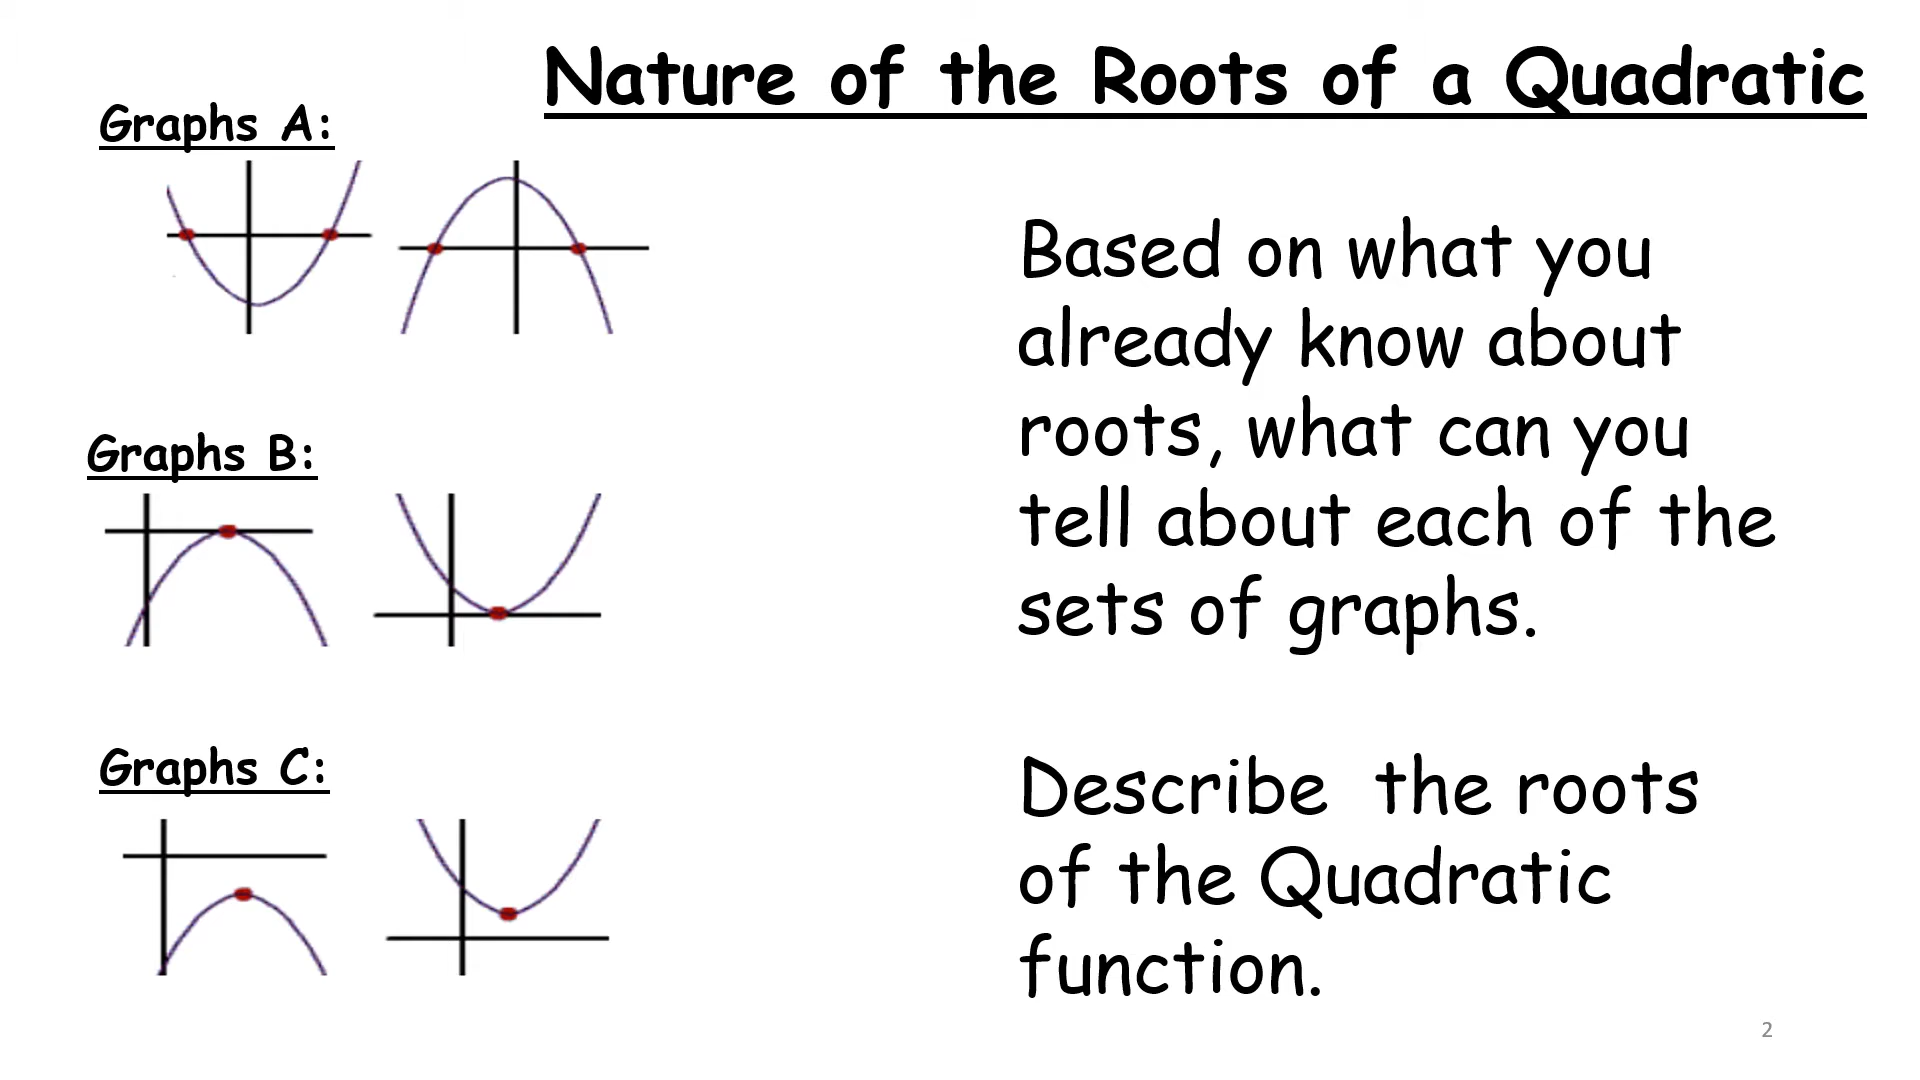 Nature of the Roots of a Quadratic
Graphs A:
Graphs B:
Graphs C:
Based on what you
already know about
roots, what can you
tell about each of the
sets of graphs.
Describe the roots
of the Quadratic
function.
2